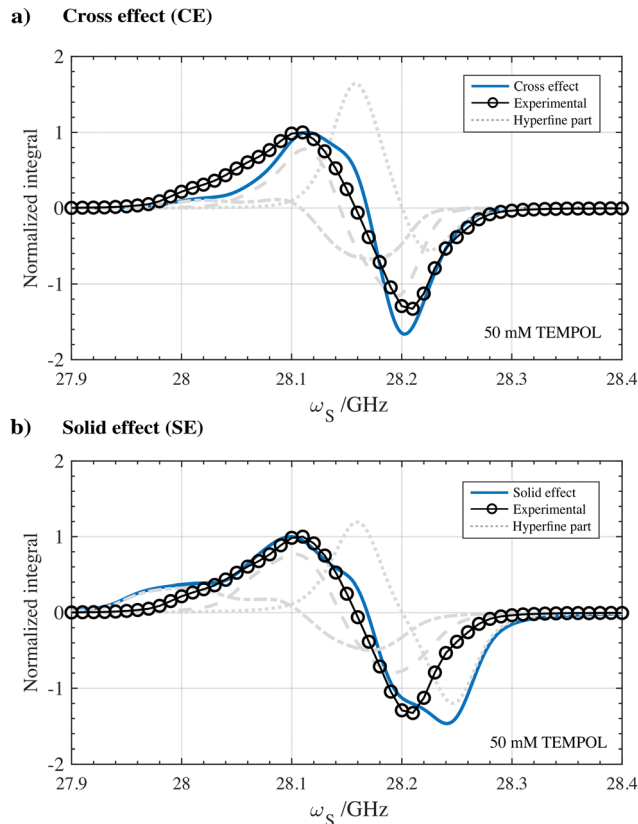 a) Cross effect (CE)
2
1
0
-1
-2
Normalized integral
Cross effect
Experimental
Hyperfine part
50 mM TEMPOL
27.9 28 28.1 28.2 28.3 28.4
ωS /GHz
b) Solid effect (SE)
2
1
0
-1
-2
Normalized integral
Solid effect
Experimental
Hyperfine part
50 mM TEMPOL
27.9 28 28.1 28.2 28.3 28.4
ωS /GHz